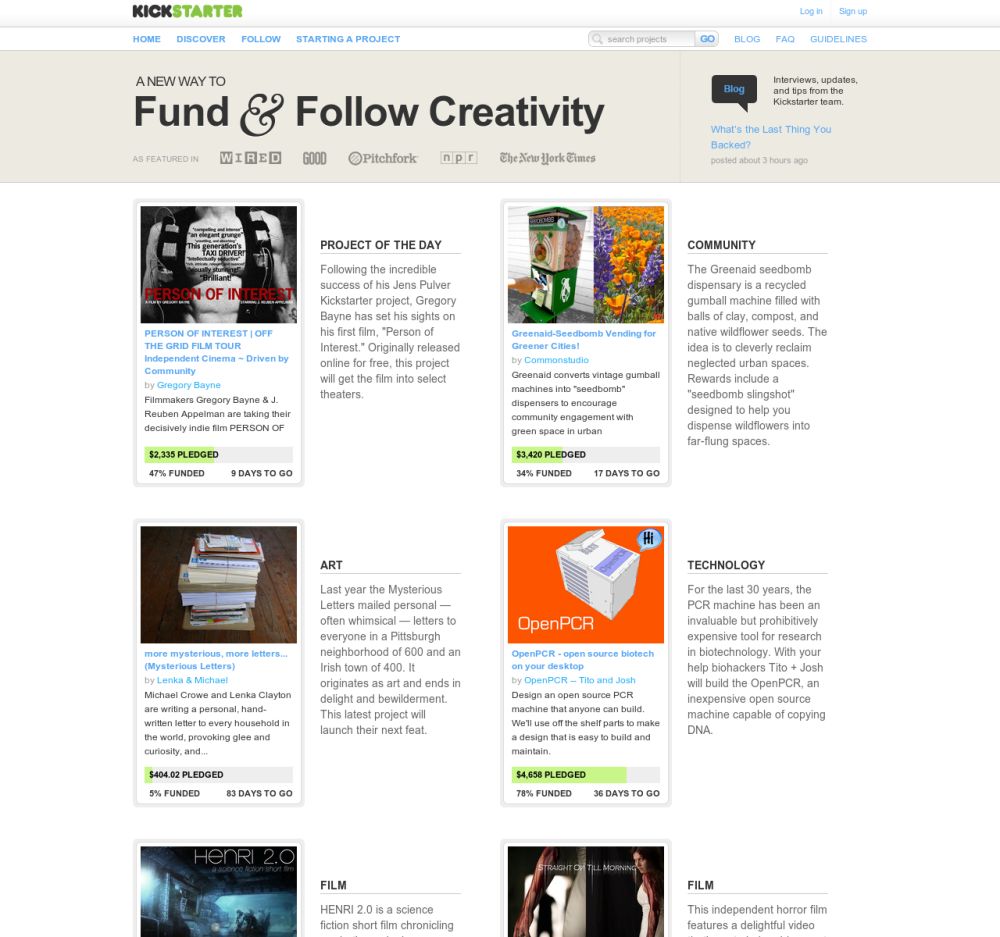 KICKSTARTER
Log in Sign up
HOME DISCOVER FOLLOW STARTING A PROJECT
search projects GO BLOG FAQ GUIDELINES
A NEW WAY TO
Fund & Follow Creativity
AS FEATURED IN WIRED GOOD Pitchfork npr The New York Times
Blog
Interviews, updates,
and tips from the
Kickstarter team.
What's the Last Thing You
Backed?
posted about 3 hours ago
"compelling and intense"
"an elegant grunge"
"This generation's
TAXI DRIVER!"
"intellectually seductive"
"visually stunning!"
"Brilliant!"
PERSON OF INTEREST
A FILM BY GREGORY BAYNE STARRING J. REUBEN APPELMAN
PERSON OF INTEREST | OFF
THE GRID FILM TOUR
Independent Cinema ~ Driven by
Community
by Gregory Bayne
Filmmakers Gregory Bayne & J.
Reuben Appelman are taking their
decisively indie film PERSON OF
$2,335 PLEDGED
47% FUNDED 9 DAYS TO GO
PROJECT OF THE DAY
Following the incredible
success of his Jens Pulver
Kickstarter project, Gregory
Bayne has set his sights on
his first film, "Person of
Interest." Originally released
online for free, this project
will get the film into select
theaters.
SEEDBOMBS
Greenaid-Seedbomb Vending for
Greener Cities!
by Commonstudio
Greenaid converts vintage gumball
machines into "seedbomb"
dispensers to encourage
community engagement with
green space in urban
$3,420 PLEDGED
34% FUNDED 17 DAYS TO GO
COMMUNITY
The Greenaid seedbomb
dispensary is a recycled
gumball machine filled with
balls of clay, compost, and
native wildflower seeds. The
idea is to cleverly reclaim
neglected urban spaces.
Rewards include a
"seedbomb slingshot"
designed to help you
dispense wildflowers into
far-flung spaces.
more mysterious, more letters...
(Mysterious Letters)
by Lenka & Michael
Michael Crowe and Lenka Clayton
are writing a personal, hand-
written letter to every household in
the world, provoking glee and
curiosity, and...
$404.02 PLEDGED
5% FUNDED 83 DAYS TO GO
ART
Last year the Mysterious
Letters mailed personal —
often whimsical — letters to
everyone in a Pittsburgh
neighborhood of 600 and an
Irish town of 400. It
originates as art and ends in
delight and bewilderment.
This latest project will
launch their next feat.
Hi
OpenPCR
OpenPCR
OpenPCR - open source biotech
on your desktop
by OpenPCR -- Tito and Josh
Design an open source PCR
machine that anyone can build.
We'll use off the shelf parts to make
a design that is easy to build and
maintain.
$4,658 PLEDGED
78% FUNDED 36 DAYS TO GO
TECHNOLOGY
For the last 30 years, the
PCR machine has been an
invaluable but prohibitively
expensive tool for research
in biotechnology. With your
help biohackers Tito + Josh
will build the OpenPCR, an
inexpensive open source
machine capable of copying
DNA.
HENRI 2.0
a science fiction short film
FILM
HENRI 2.0 is a science
fiction short film chronicling
STRAIGHT ON TILL MORNING
FILM
This independent horror film
features a delightful video